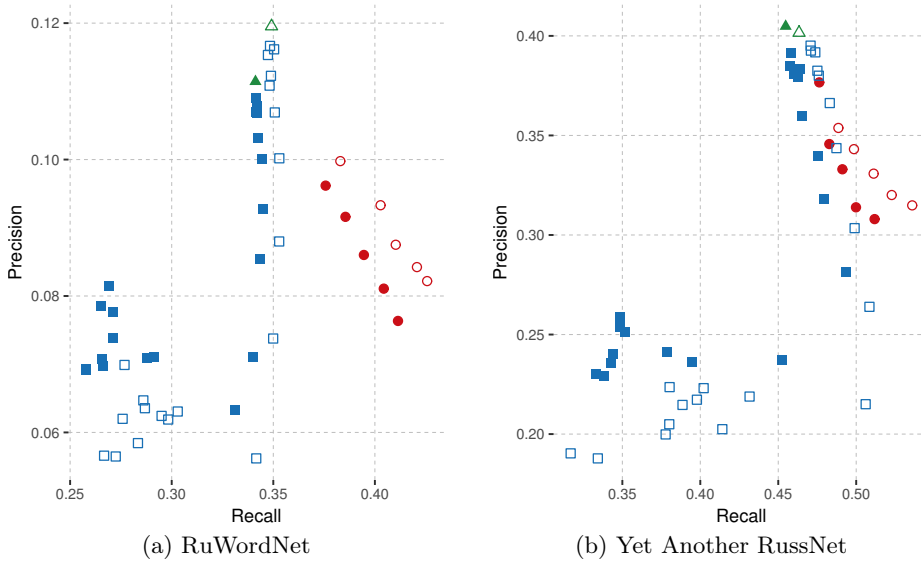 0.12
0.10
0.08
0.06
Precision
0.25 0.30 0.35 0.40
Recall
(a) RuWordNet
0.40
0.35
0.30
0.25
0.20
Precision
0.35 0.40 0.45 0.50
Recall
(b) Yet Another RussNet